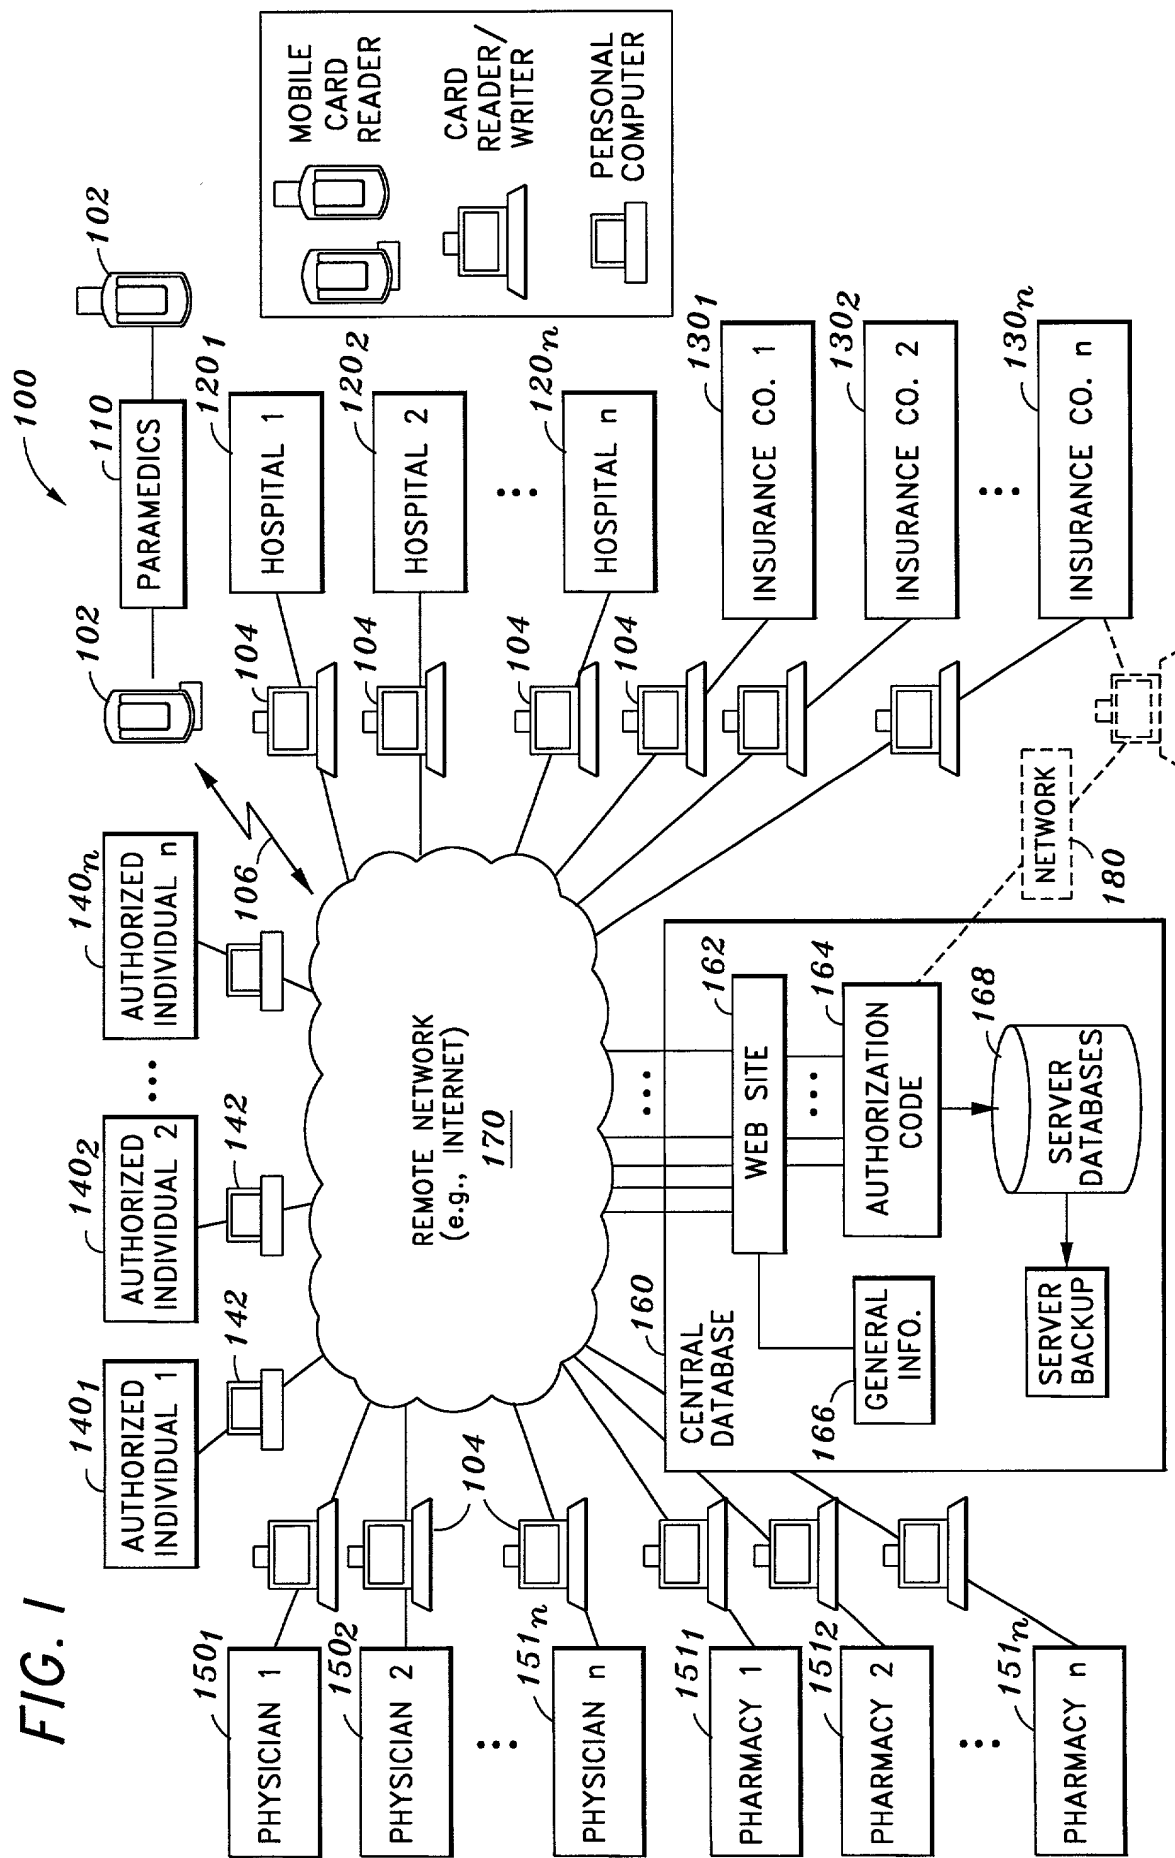 FIG. 1
100
AUTHORIZED
INDIVIDUAL 1
140₁
AUTHORIZED
INDIVIDUAL 2
140₂
AUTHORIZED
INDIVIDUAL n
140ₙ
142
142
106
102
PARAMEDICS
110
102
PHYSICIAN 1
150₁
PHYSICIAN 2
150₂
PHYSICIAN n
151ₙ
104
PHARMACY 1
151₁
PHARMACY 2
151₂
PHARMACY n
151ₙ
REMOTE NETWORK
(e.g., INTERNET)
170
104
HOSPITAL 1
120₁
104
HOSPITAL 2
120₂
104
HOSPITAL n
120ₙ
104
INSURANCE CO. 1
130₁
INSURANCE CO. 2
130₂
INSURANCE CO. n
130ₙ
MOBILE
CARD
READER
CARD
READER/
WRITER
PERSONAL
COMPUTER
CENTRAL
DATABASE
160
WEB SITE
162
AUTHORIZATION
CODE
164
GENERAL
INFO.
166
SERVER
DATABASES
168
SERVER
BACKUP
NETWORK
180